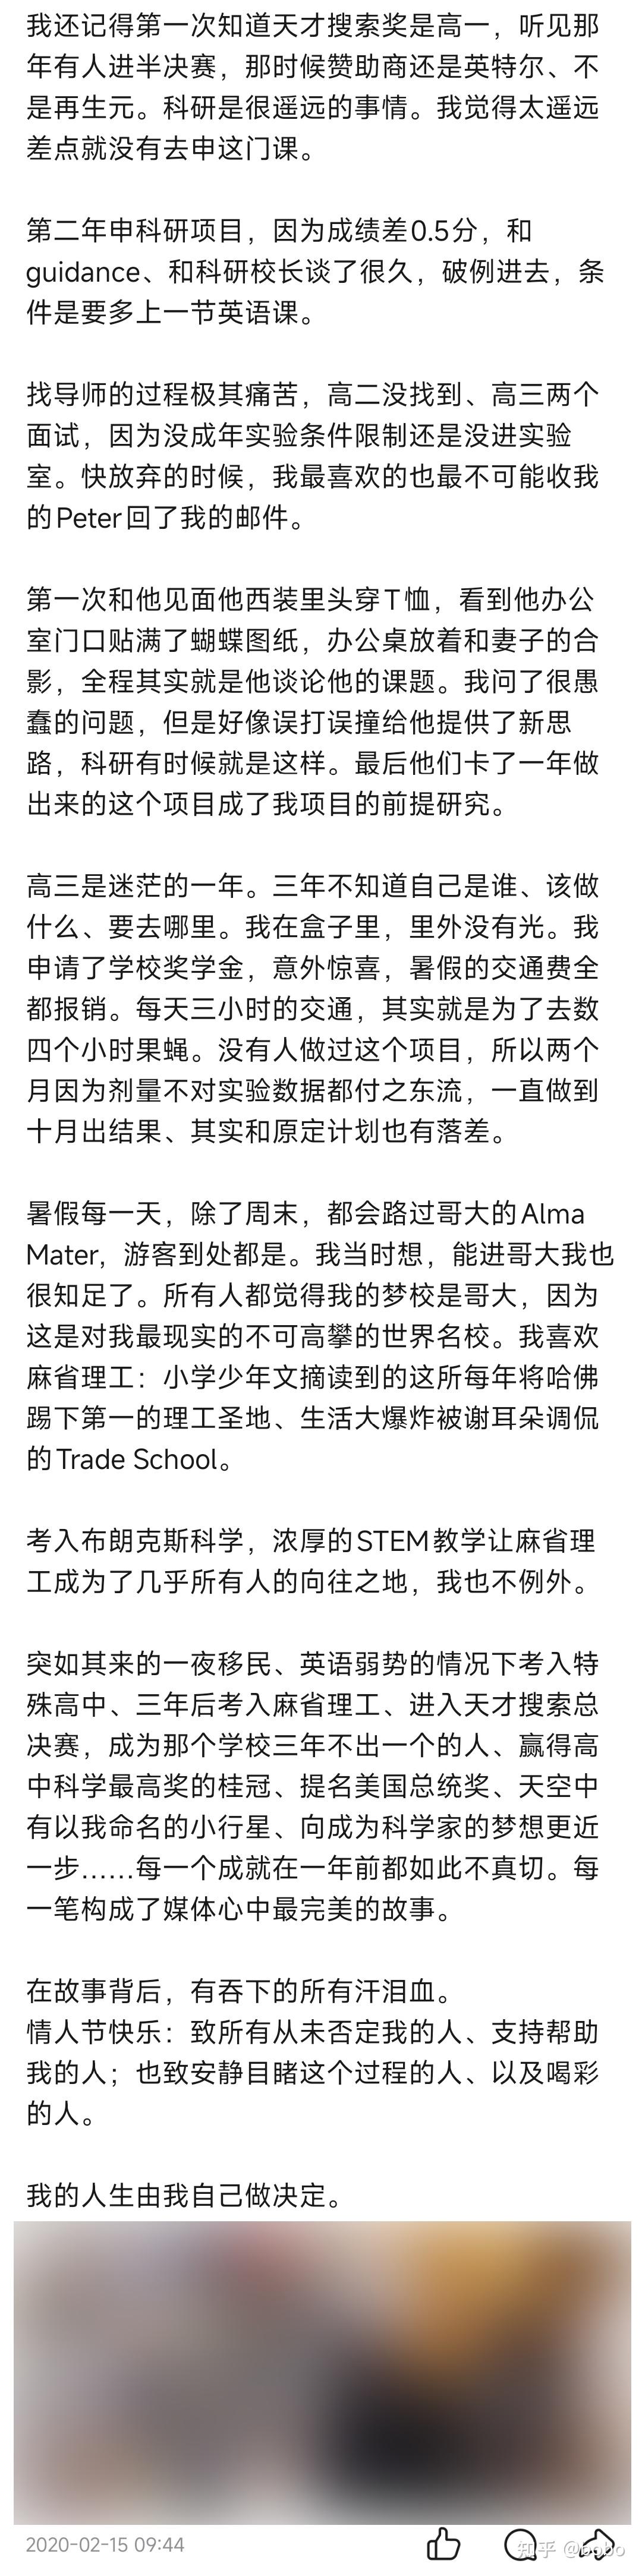 我还记得第一次知道天才搜索奖是高一，听见那
年有人进半决赛，那时候赞助商还是英特尔、不
是再生元。科研是很遥远的事情。我觉得太遥远
差点就没有去申这门课。
第二年申科研项目，因为成绩差0.5分，和
guidance、和科研校长谈了很久，破例进去，条
件是要多上一节英语课。
找导师的过程极其痛苦，高二没找到、高三两个
面试，因为没成年实验条件限制还是没进实验
室。快放弃的时候，我最喜欢的也最不可能收我
的Peter回了我的邮件。
第一次和他见面他西装里头穿T恤，看到他办公
室门口贴满了蝴蝶图纸，办公桌放着和妻子的合
影，全程其实就是他谈论他的课题。我问了很愚
蠢的问题，但是好像误打误撞给他提供了新思
路，科研有时候就是这样。最后他们卡了一年做
出来的这个项目成了我项目的前提研究。
高三是迷茫的一年。三年不知道自己是谁、该做
什么、要去哪里。我在盒子里，里外没有光。我
申请了学校奖学金，意外惊喜，暑假的交通费全
都报销。每天三小时的交通，其实就是为了去数
四个小时果蝇。没有人做过这个项目，所以两个
月因为剂量不对实验数据都付之东流，一直做到
十月出结果、其实和原定计划也有落差。
暑假每一天，除了周末，都会路过哥大的Alma
Mater，游客到处都是。我当时想，能进哥大我也
很知足了。所有人都觉得我的梦校是哥大，因为
这是对我最现实的不可高攀的世界名校。我喜欢
麻省理工：小学少年文摘读到的这所每年将哈佛
踢下第一的理工圣地、生活大爆炸被谢耳朵调侃
的Trade School。
考入布朗克斯科学，浓厚的STEM教学让麻省理
工成为了几乎所有人的向往之地，我也不例外。
突如其来的一夜移民、英语弱势的情况下考入特
殊高中、三年后考入麻省理工、进入天才搜索总
决赛，成为那个学校三年不出一个的人、赢得高
中科学最高奖的桂冠、提名美国总统奖、天空中
有以我命名的小行星、向成为科学家的梦想更近
一步……每一个成就在一年前都如此不真切。每
一笔构成了媒体心中最完美的故事。
在故事背后，有吞下的所有汗泪血。
情人节快乐：致所有从未否定我的人、支持帮助
我的人；也致安静目睹这个过程的人、以及喝彩
的人。
我的人生由我自己做决定。
2020-02-15 09:44
知乎 @bobo